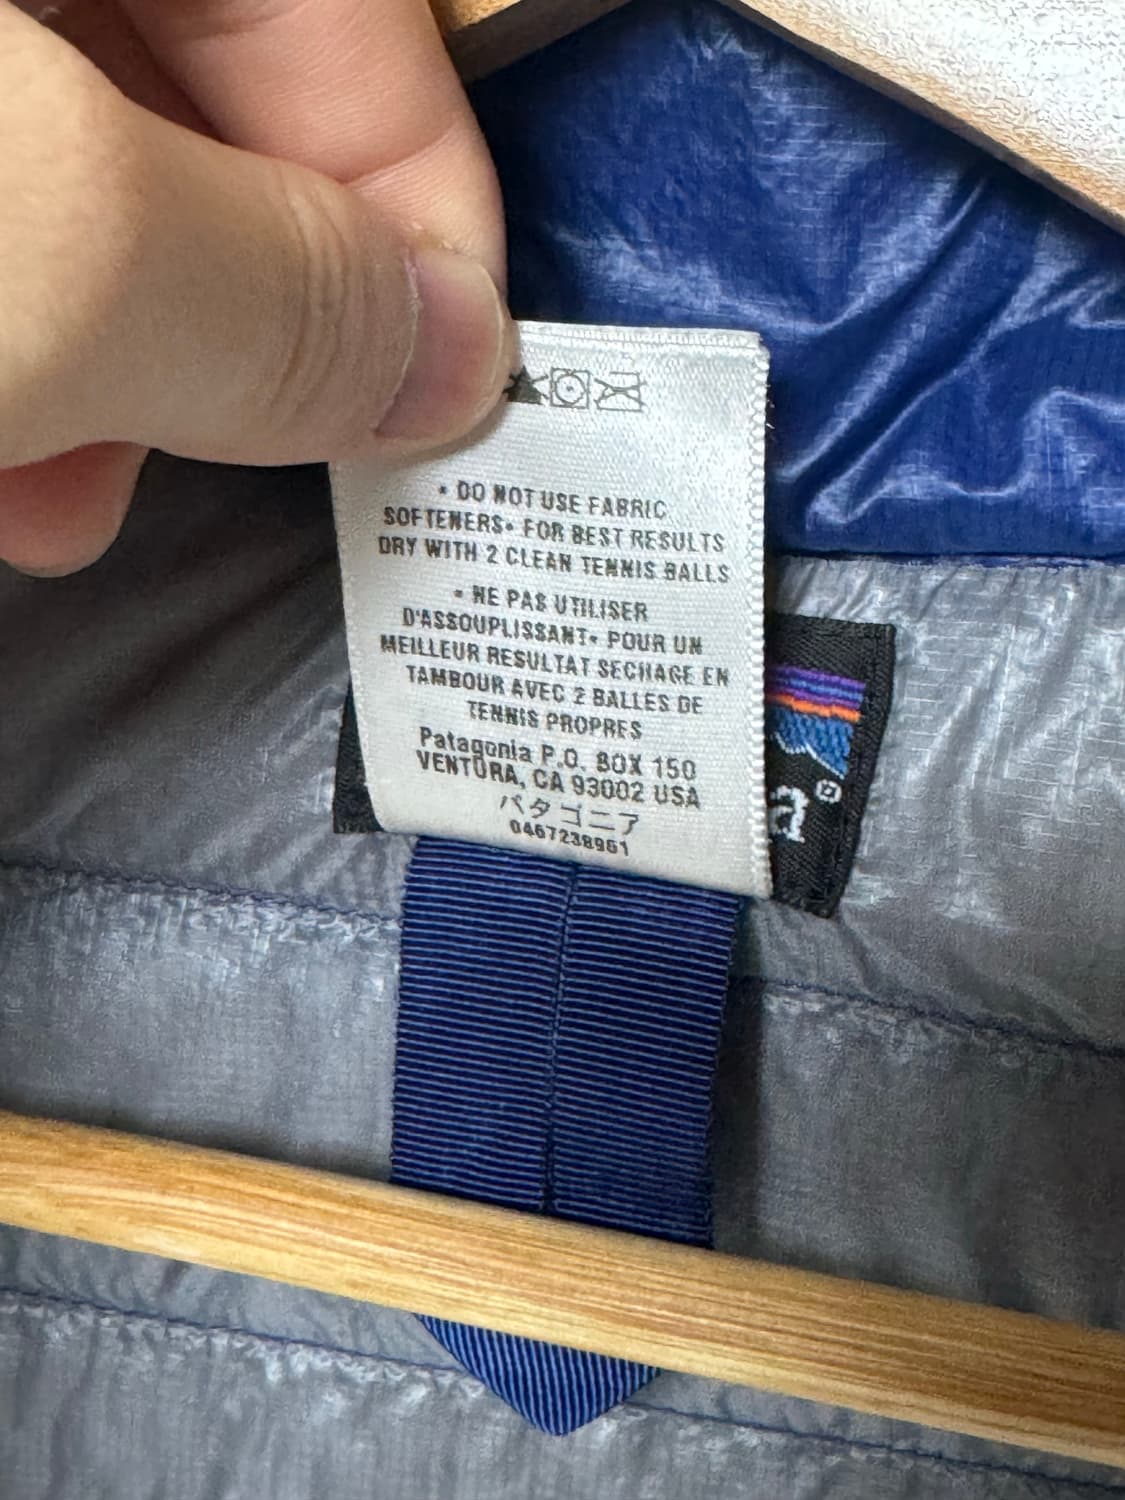 • DO NOT USE FABRIC
SOFTENERS• FOR BEST RESULTS
DRY WITH 2 CLEAN TENNIS BALLS
• NE PAS UTILISER
D'ASSOUPLISSANT• POUR UN
MEILLEUR RESULTAT SECHAGE EN
TAMBOUR AVEC 2 BALLES DE
TENNIS PROPRES
Patagonia P.O. BOX 150
VENTURA, CA 93002 USA
パタゴニア
0467238951
a®